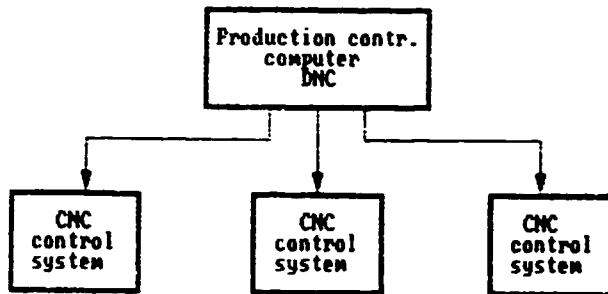 Production contr.
computer
DNC
CNC
control
system
CNC
control
system
CNC
control
system